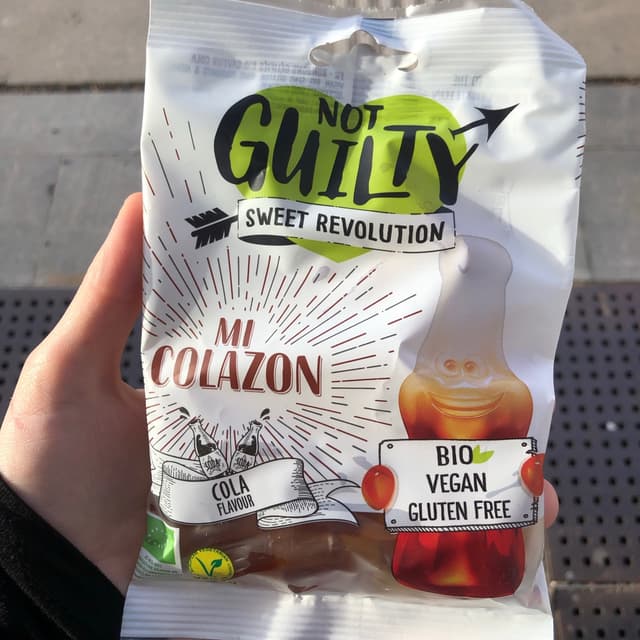 NOT
GUILTY
SWEET REVOLUTION
MI
COLAZON
COLA
FLAVOUR
BIO
VEGAN
GLUTEN FREE